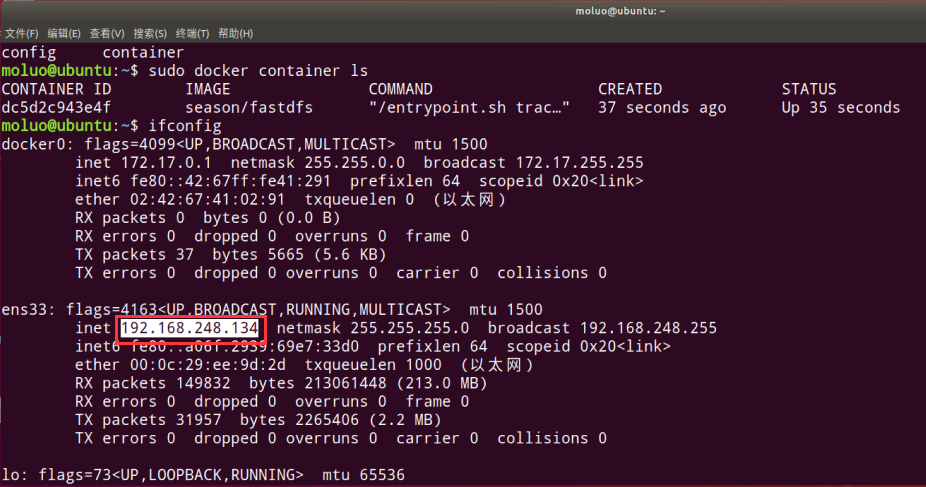 moluo@ubuntu: ~
文件(F) 编辑(E) 查看(V) 搜索(S) 终端(T) 帮助(H)
config     container
moluo@ubuntu:~$ sudo docker container ls
CONTAINER ID        IMAGE               COMMAND                  CREATED             STATUS
dc5d2c943e4f        season/fastdfs      "/entrypoint.sh trac…"   37 seconds ago      Up 35 seconds
moluo@ubuntu:~$ ifconfig
docker0: flags=4099<UP,BROADCAST,MULTICAST>  mtu 1500
        inet 172.17.0.1  netmask 255.255.0.0  broadcast 172.17.255.255
        inet6 fe80::42:67ff:fe41:291  prefixlen 64  scopeid 0x20<link>
        ether 02:42:67:41:02:91  txqueuelen 0  (以太网)
        RX packets 0  bytes 0 (0.0 B)
        RX errors 0  dropped 0  overruns 0  frame 0
        TX packets 37  bytes 5665 (5.6 KB)
        TX errors 0  dropped 0 overruns 0  carrier 0  collisions 0
ens33: flags=4163<UP,BROADCAST,RUNNING,MULTICAST>  mtu 1500
        inet 192.168.248.134  netmask 255.255.255.0  broadcast 192.168.248.255
        inet6 fe80::a06f:2939:69e7:33d0  prefixlen 64  scopeid 0x20<link>
        ether 00:0c:29:ee:9d:2d  txqueuelen 1000  (以太网)
        RX packets 149832  bytes 213061448 (213.0 MB)
        RX errors 0  dropped 0  overruns 0  frame 0
        TX packets 31957  bytes 2265406 (2.2 MB)
        TX errors 0  dropped 0 overruns 0  carrier 0  collisions 0
lo: flags=73<UP,LOOPBACK,RUNNING>  mtu 65536